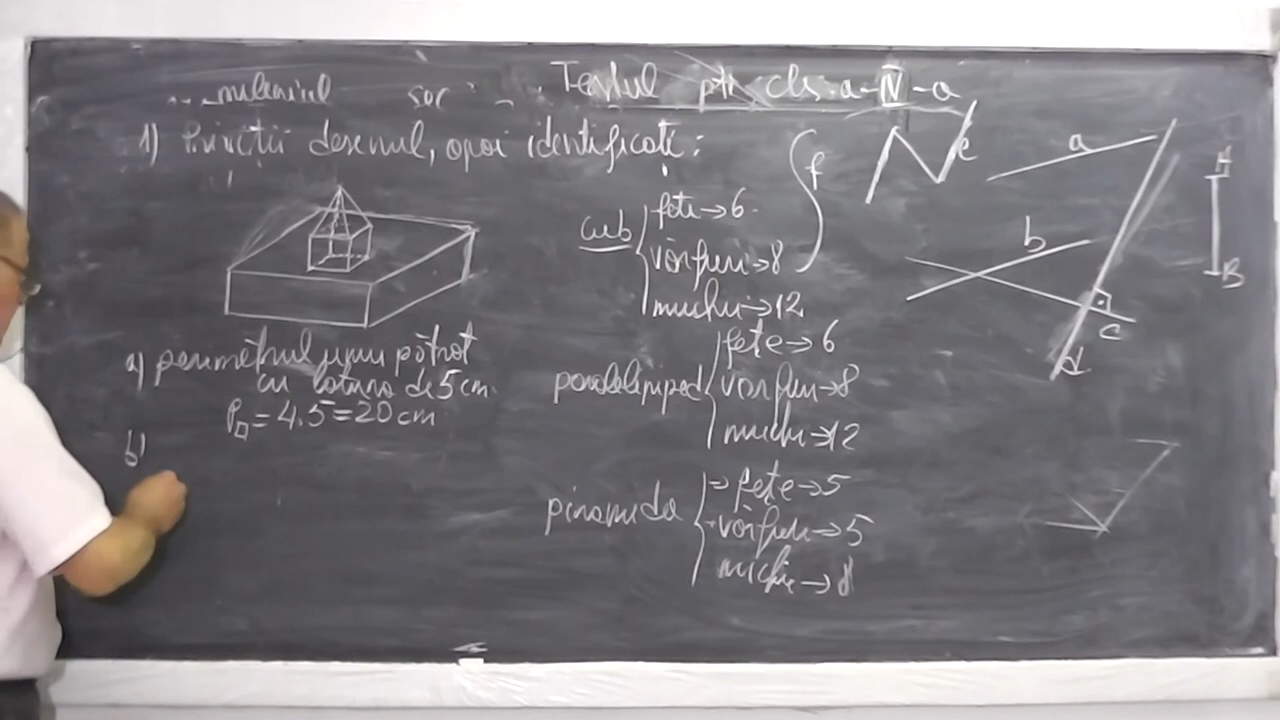 Testul ptr cls. a-IV-a
1) Priviții desenul, apoi identificați:
cub
fețe→6
vârfuri→8
muchii→12
paralelipiped
fețe→6
vârfuri→8
muchii→12
piramida
→ fețe→5
vârfuri→5
muchii→8
a) perimetrul unui pătrat
cu latura de 5 cm.
P□=4.5=20cm
b)
f
e
a
b
c
d
A
B